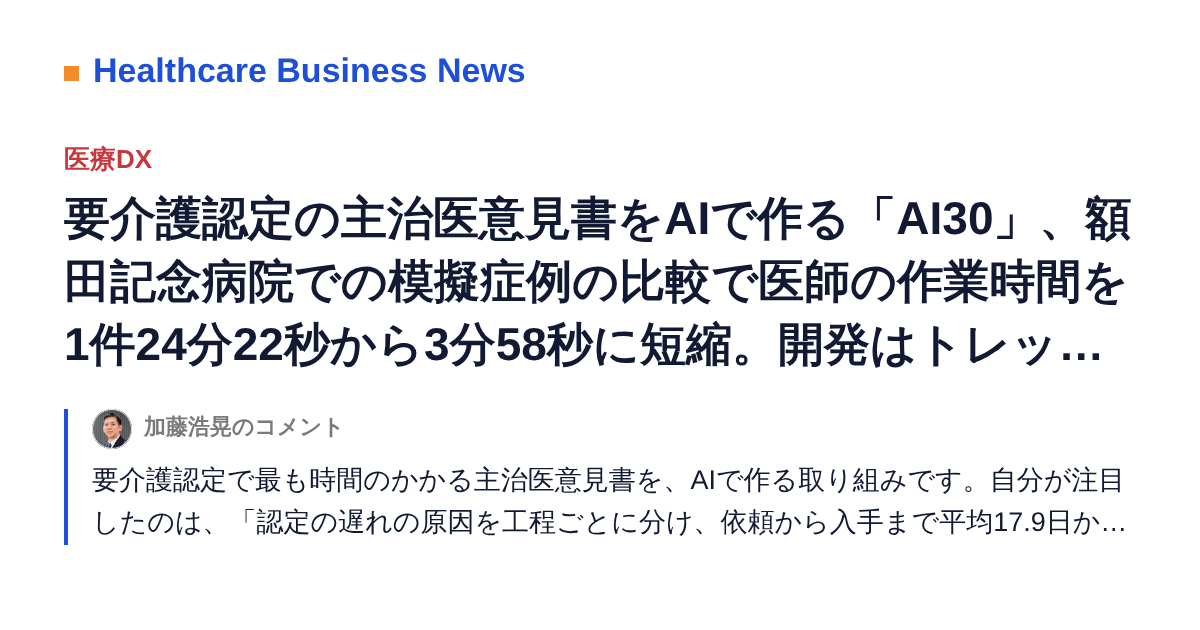 Healthcare Business News
医療DX
要介護認定の主治医意見書をAIで作る「AI30」、額
田記念病院での模擬症例の比較で医師の作業時間を
1件24分22秒から3分58秒に短縮。開発はトレッ…
加藤浩晃のコメント
要介護認定で最も時間のかかる主治医意見書を、AIで作る取り組みです。自分が注目
したのは、「認定の遅れの原因を工程ごとに分け、依頼から入手まで平均17.9日か…